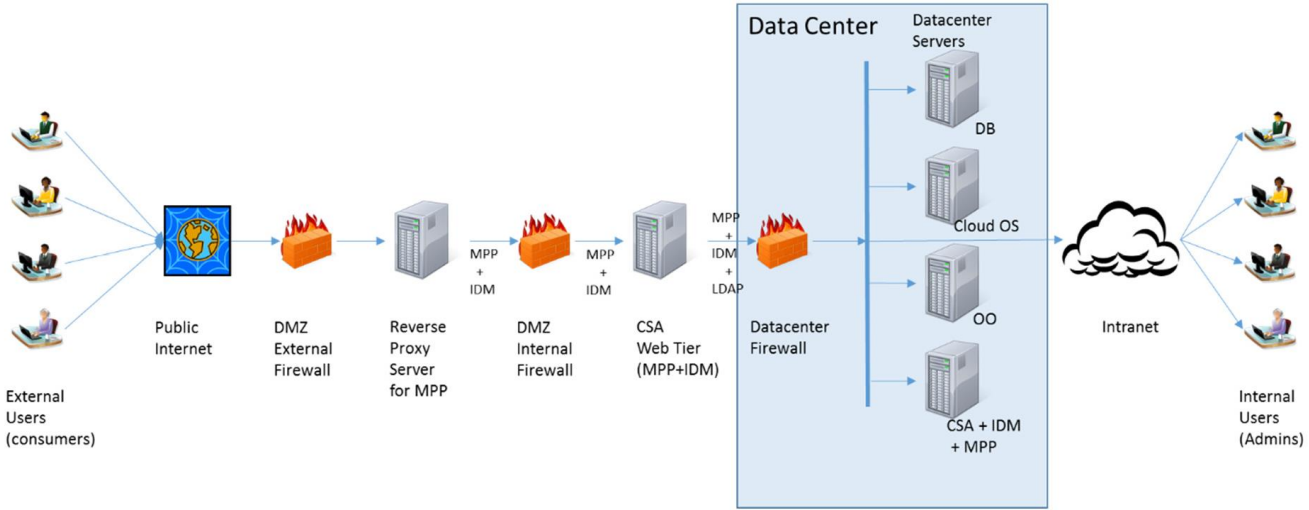 Data Center
Datacenter
Servers
DB
Cloud OS
OO
CSA + IDM
+ MPP
MPP
+
IDM
MPP
+
IDM
MPP
+
IDM
+
LDAP
External
Users
(consumers)
Public
Internet
DMZ
External
Firewall
Reverse
Proxy
Server
for MPP
DMZ
Internal
Firewall
CSA
Web Tier
(MPP+IDM)
Datacenter
Firewall
Intranet
Internal
Users
(Admins)